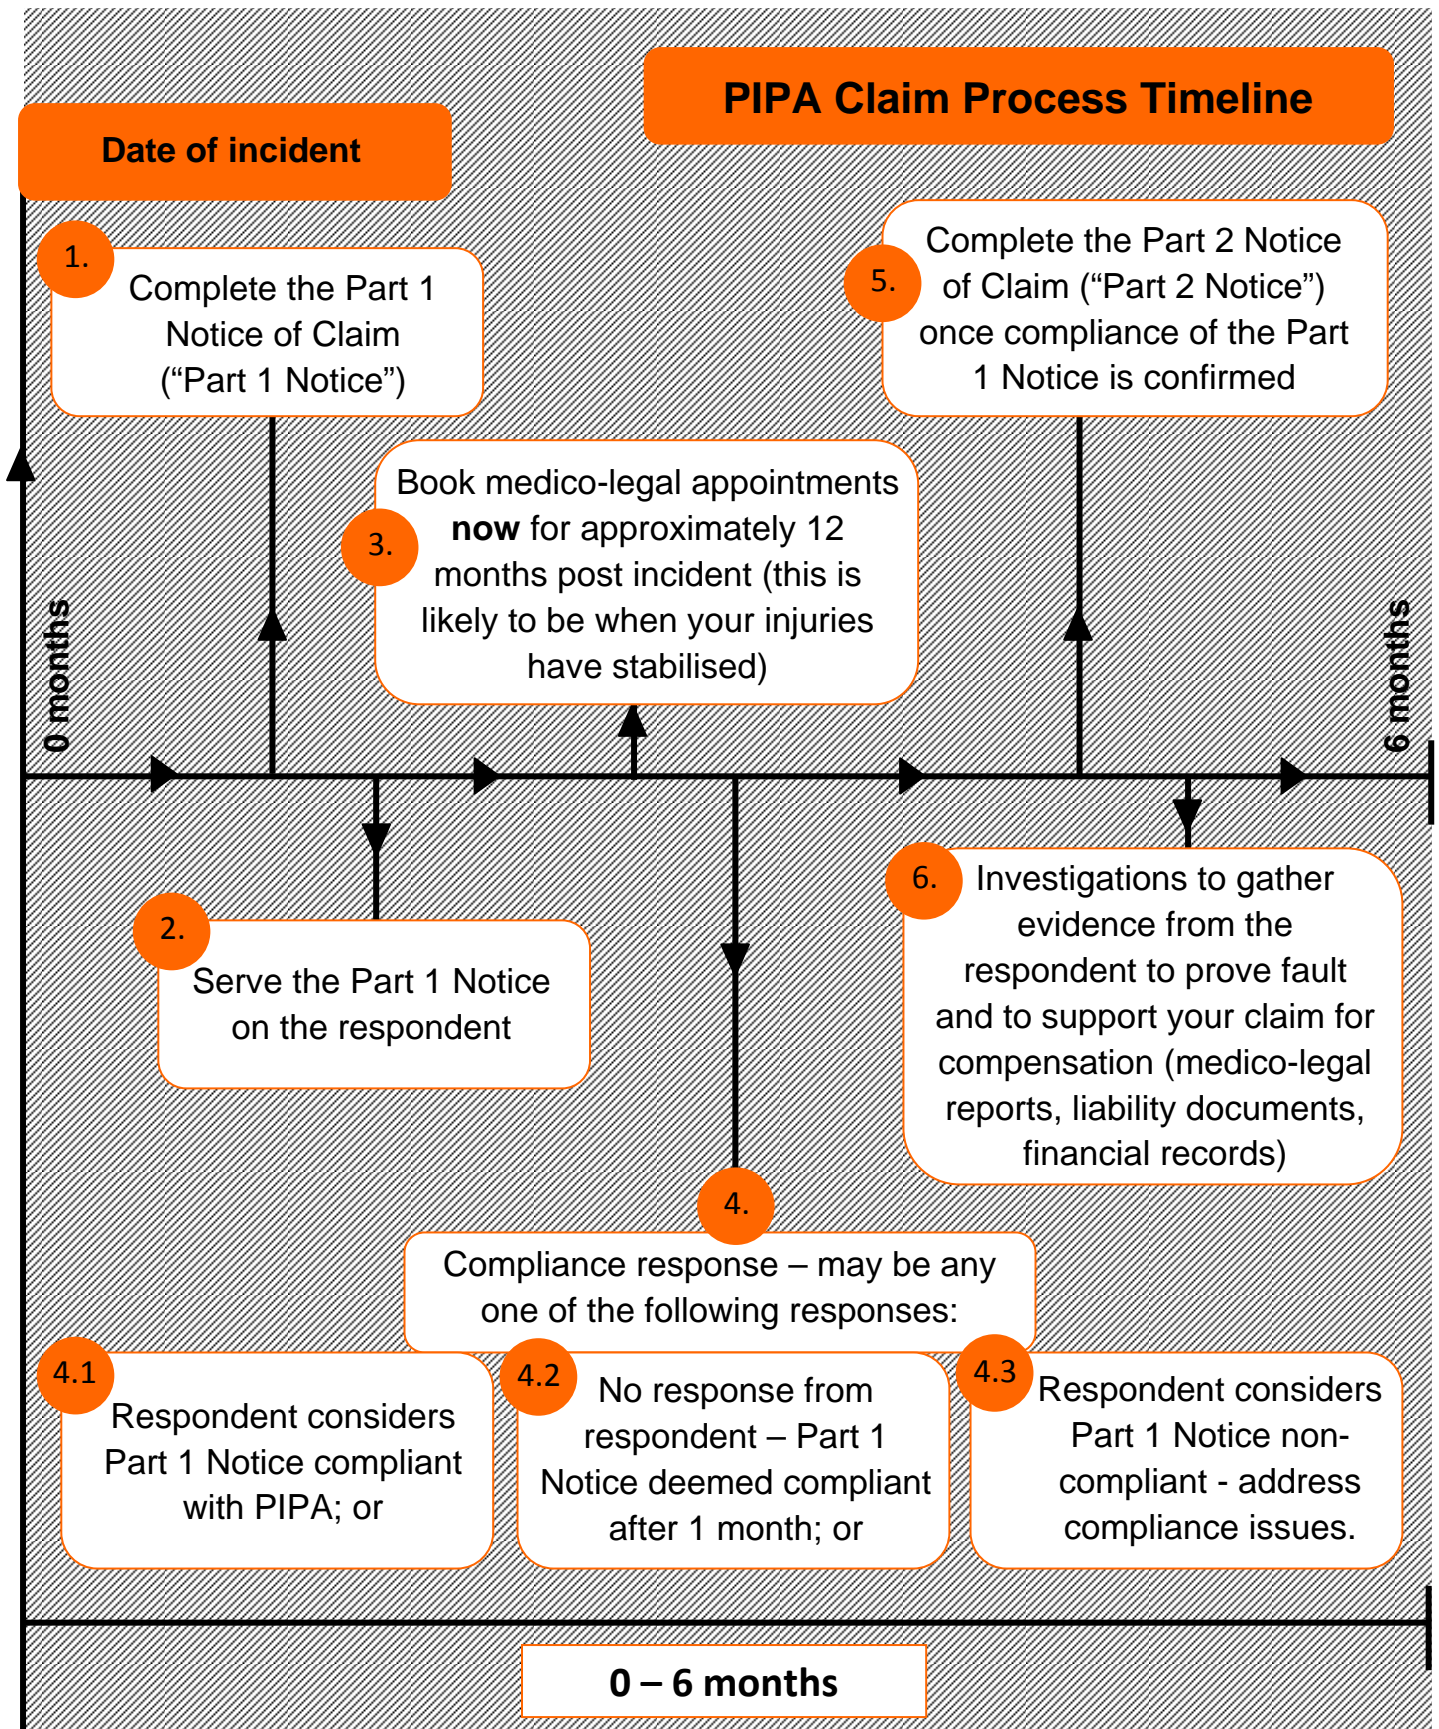 PIPA Claim Process Timeline
Date of incident
1.
Complete the Part 1
Notice of Claim
(“Part 1 Notice”)
5.
Complete the Part 2 Notice
of Claim (“Part 2 Notice”)
once compliance of the Part
1 Notice is confirmed
3.
Book medico-legal appointments
now for approximately 12
months post incident (this is
likely to be when your injuries
have stabilised)
0 months
6 months
2.
Serve the Part 1 Notice
on the respondent
6.
Investigations to gather
evidence from the
respondent to prove fault
and to support your claim for
compensation (medico-legal
reports, liability documents,
financial records)
4.
Compliance response – may be any
one of the following responses:
4.1
Respondent considers
Part 1 Notice compliant
with PIPA; or
4.2
No response from
respondent – Part 1
Notice deemed compliant
after 1 month; or
4.3
Respondent considers
Part 1 Notice non-
compliant - address
compliance issues.
0 – 6 months